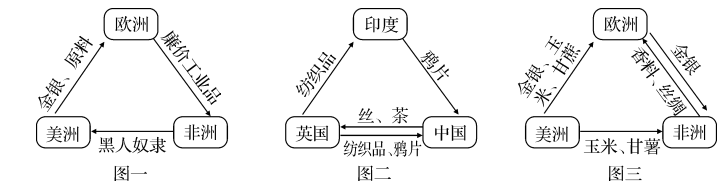 欧洲
金银、原料
廉价工业品
美洲
非洲
黑人奴隶
图一
印度
纺织品
鸦片
英国
中国
丝、茶
纺织品、鸦片
图二
欧洲
金银、玉
米、甘蔗
金银
香料、丝绸
美洲
非洲
玉米、甘薯
图三